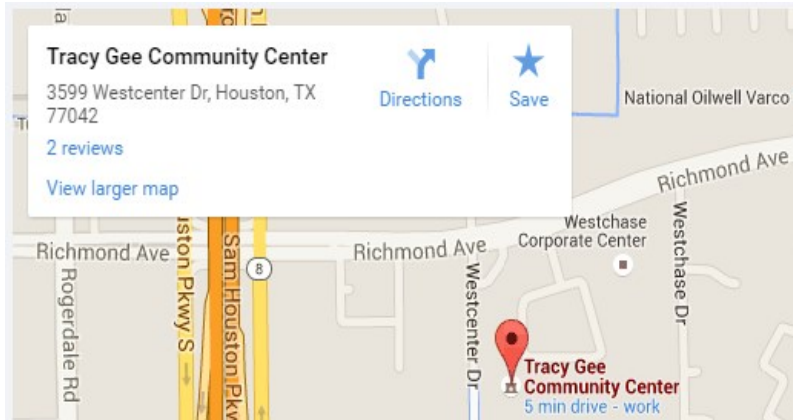 Tracy Gee Community Center
3599 Westcenter Dr, Houston, TX
77042
2 reviews
View larger map
Directions
Save
National Oilwell Varco
Richmond Ave
Westchase
Corporate Center
Westchase Dr
Richmond Ave
Richmond Ave
8
Rogerdale Rd
uston Pkwy S
Sam Houston Pkw
Westcenter Dr
Tracy Gee
Community Center
5 min drive - work